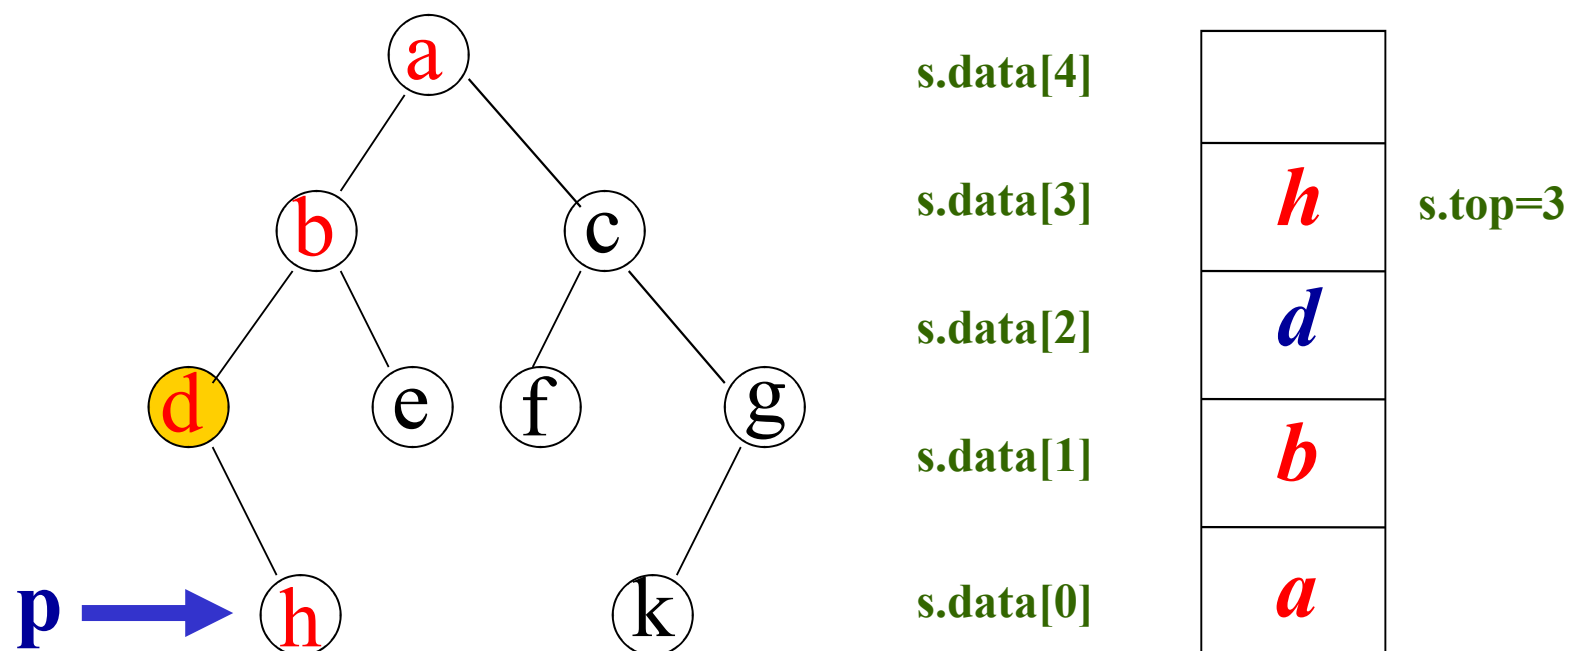 a
b c
d e f g
p h k
s.data[4]
s.data[3] h s.top=3
s.data[2] d
s.data[1] b
s.data[0] a